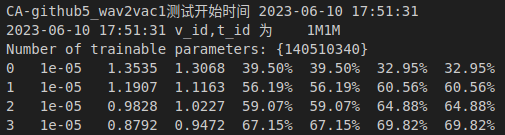 CA-github5_wav2vac1测试开始时间 2023-06-10 17:51:31
2023-06-10 17:51:31 v_id,t_id 为    1M1M
Number of trainable parameters: {140510340}
0   1e-05   1.3535  1.3068  39.50%  39.50%  32.95%  32.95%
1   1e-05   1.1907  1.1163  56.19%  56.19%  60.56%  60.56%
2   1e-05   0.9828  1.0227  59.07%  59.07%  64.88%  64.88%
3   1e-05   0.8792  0.9472  67.15%  67.15%  69.82%  69.82%